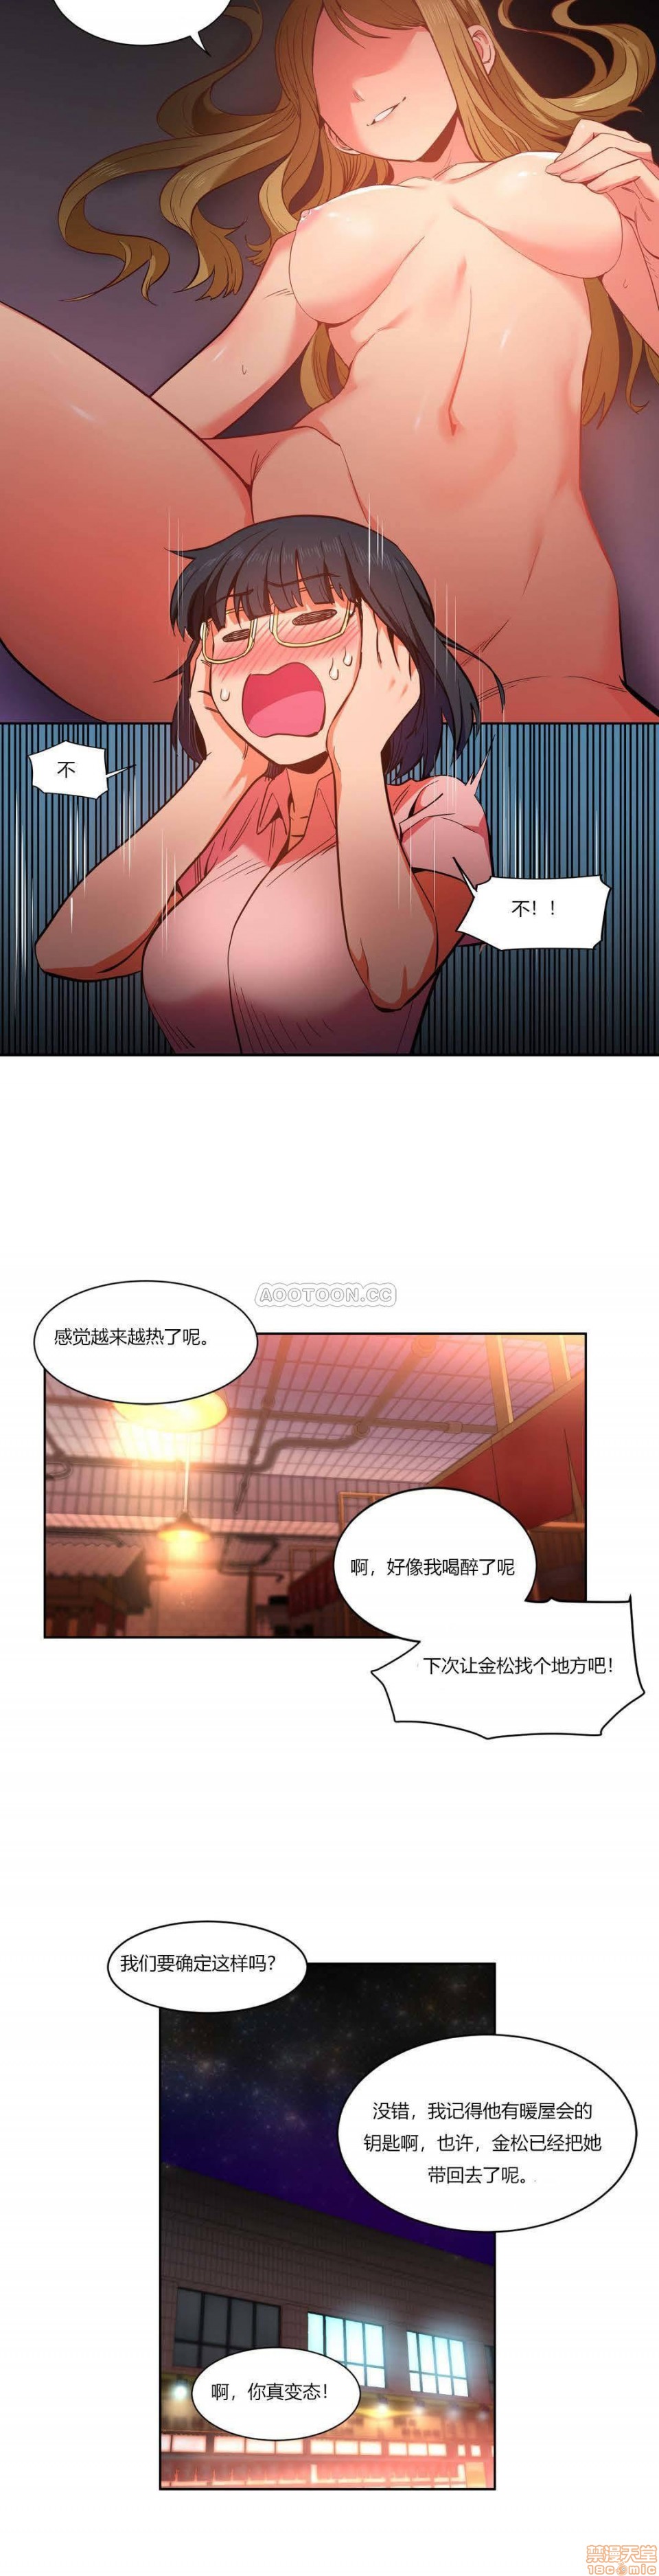 不
不！！
AOOTOON.CC
感觉越来越热了呢。
啊，好像我喝醉了呢
下次让金松找个地方吧！
我们要确定这样吗？
没错，我记得他有暖屋会的
钥匙啊，也许，金松已经把她
带回去了呢。
啊，你真变态！
禁漫天堂
18comic.vip